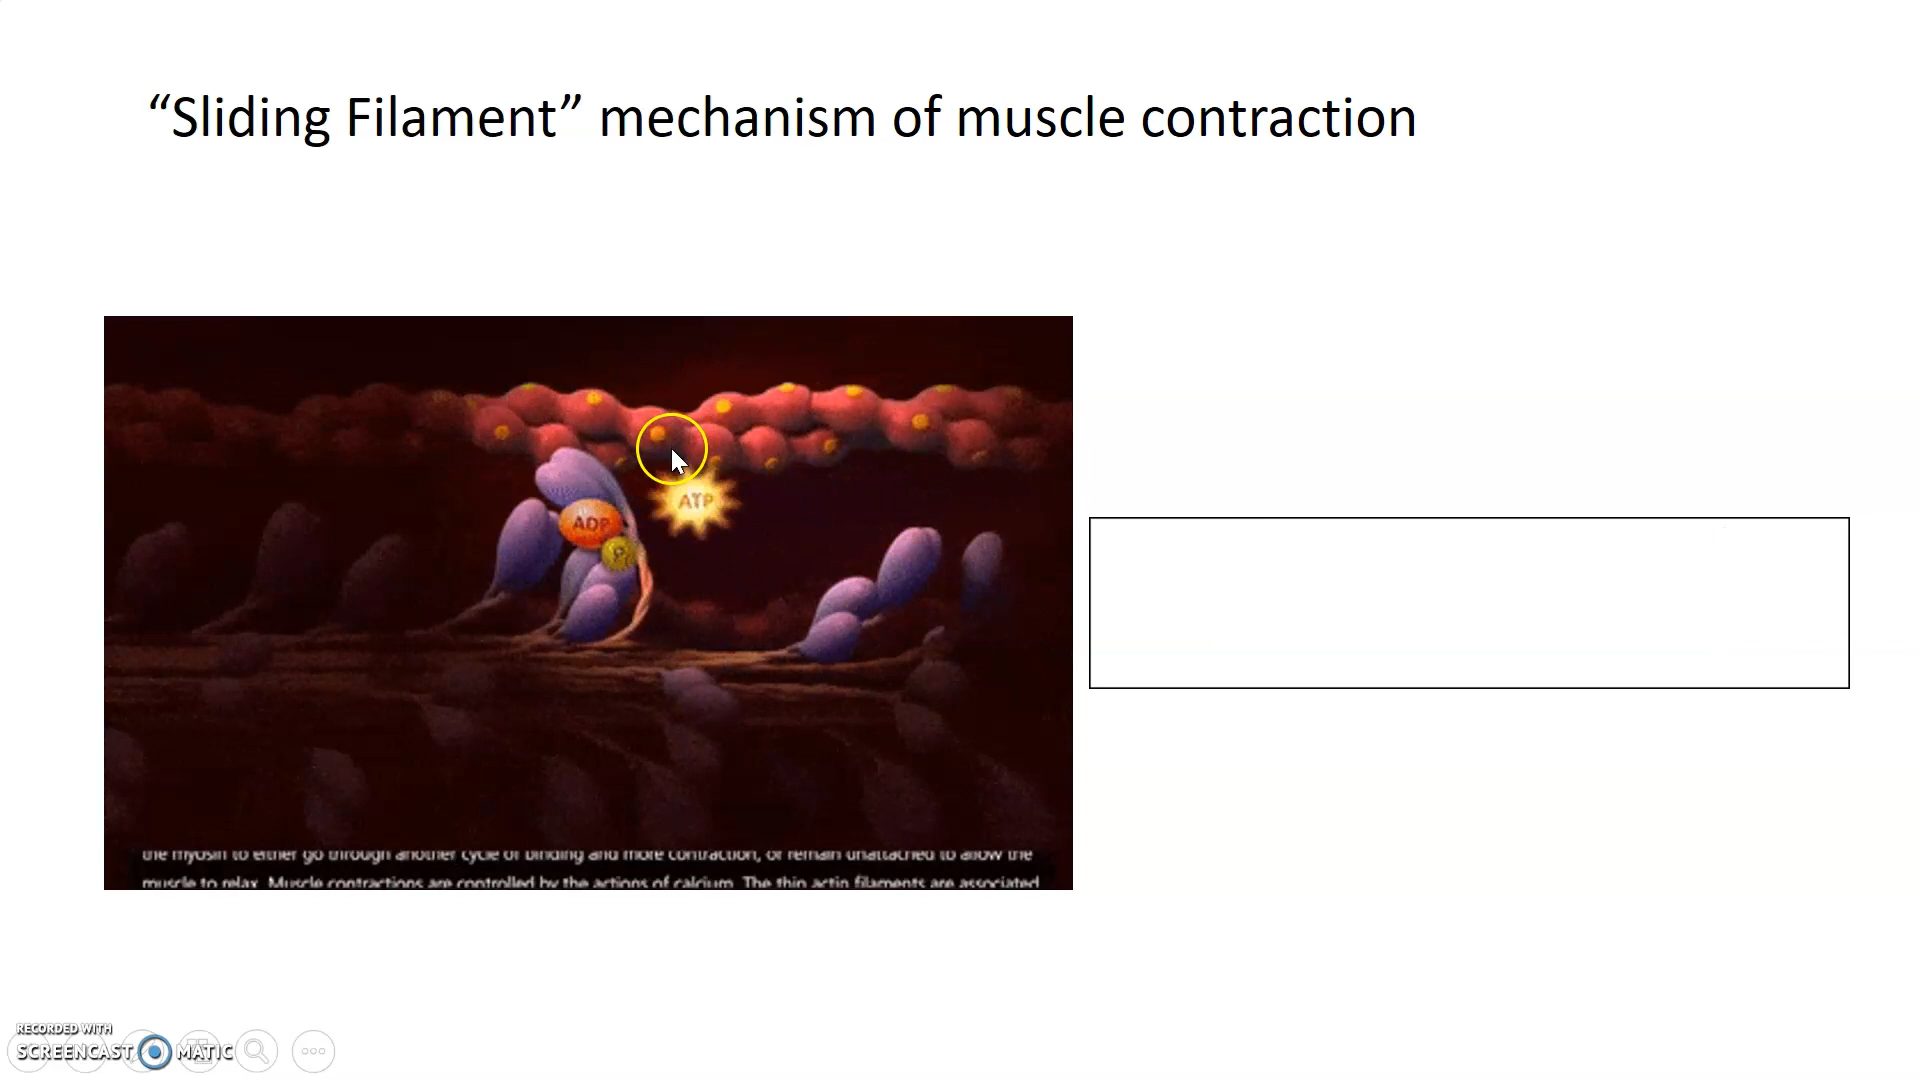 “Sliding Filament” mechanism of muscle contraction
ATP
ADP
P
the myosin to either go through another cycle of binding and more contraction, or remain unattached to allow the
muscle to relax. Muscle contractions are controlled by the actions of calcium. The thin actin filaments are associated
RECORDED WITH
SCREENCAST MATIC